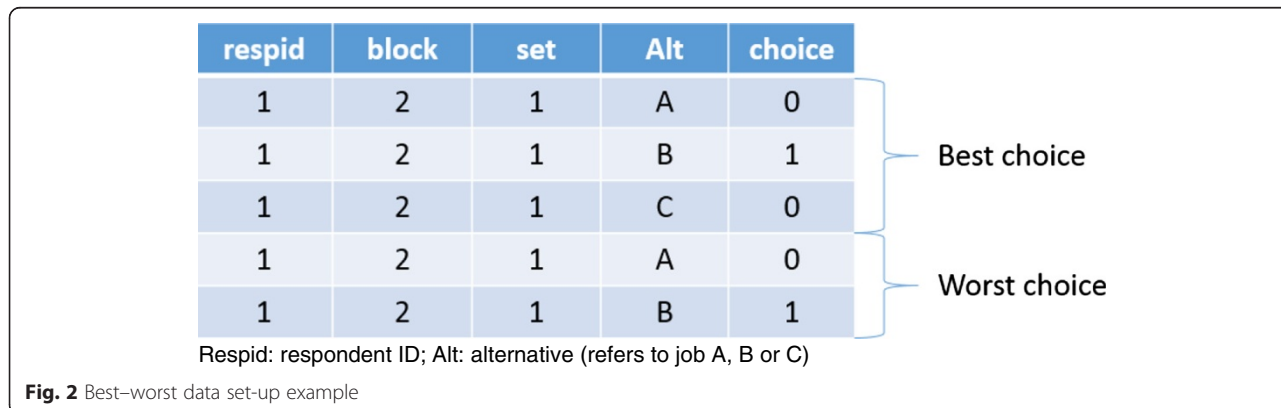 respid block set Alt choice
1 2 1 A 0
1 2 1 B 1
1 2 1 C 0
1 2 1 A 0
1 2 1 B 1
Best choice
Worst choice
Respid: respondent ID; Alt: alternative (refers to job A, B or C)
Fig. 2 Best–worst data set-up example